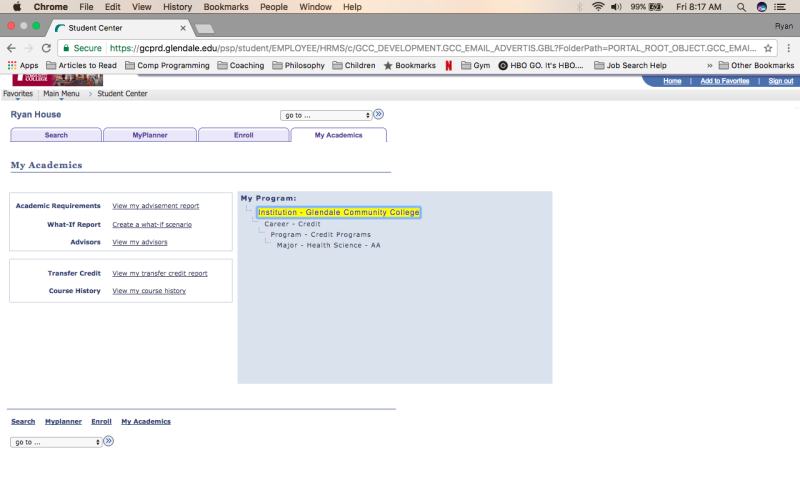 Chrome File Edit View History Bookmarks People Window Help 99% Fri 8:17 AM
Student Center Ryan
Secure https://gcprd.glendale.edu/psp/student/EMPLOYEE/HRMS/c/GCC_DEVELOPMENT.GCC_EMAIL_ADVERTIS.GBL?FolderPath=PORTAL_ROOT_OBJECT.GCC_EMAI...
Apps Articles to Read Comp Programming Coaching Philosophy Children Bookmarks N Gym HBO GO. It's HBO.... Job Search Help » Other Bookmarks
COLLEGE
Home | Add to Favorites | Sign out
Favorites Main Menu > Student Center
Ryan House
go to ...
Search MyPlanner Enroll My Academics
My Academics
Academic Requirements View my advisement report
What-If Report Create a what-if scenario
Advisors View my advisors
Transfer Credit View my transfer credit report
Course History View my course history
My Program:
Institution - Glendale Community College
Career - Credit
Program - Credit Programs
Major - Health Science - AA
Search Myplanner Enroll My Academics
go to ...